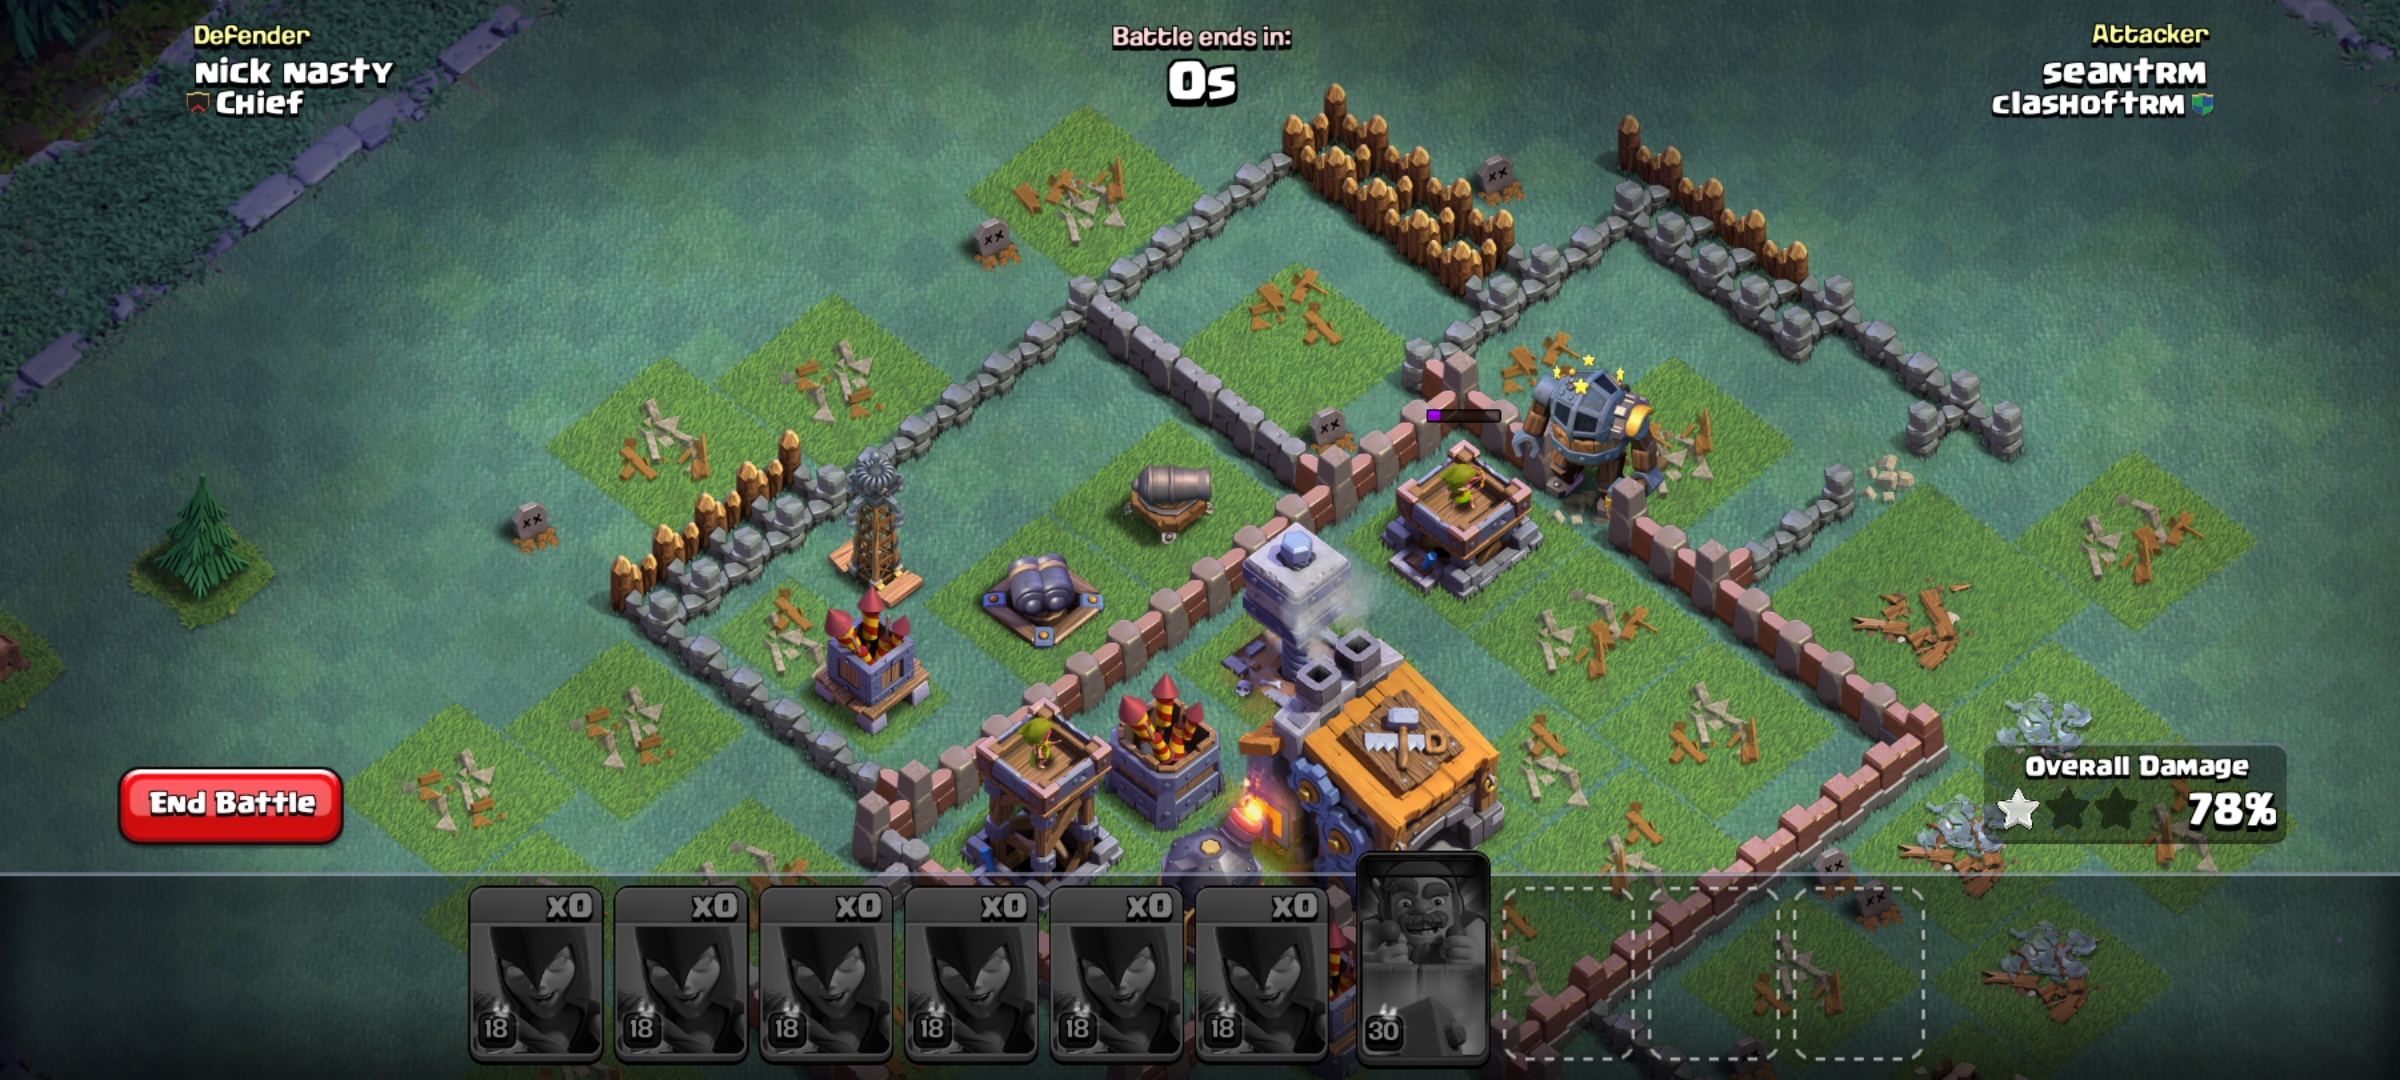 Defender
Nick Nasty
Chief
Battle ends in:
0s
Attacker
seantRM
clashoftRM
End Battle
Overall Damage
78%
x0
x0
x0
x0
x0
x0
18
18
18
18
18
18
30